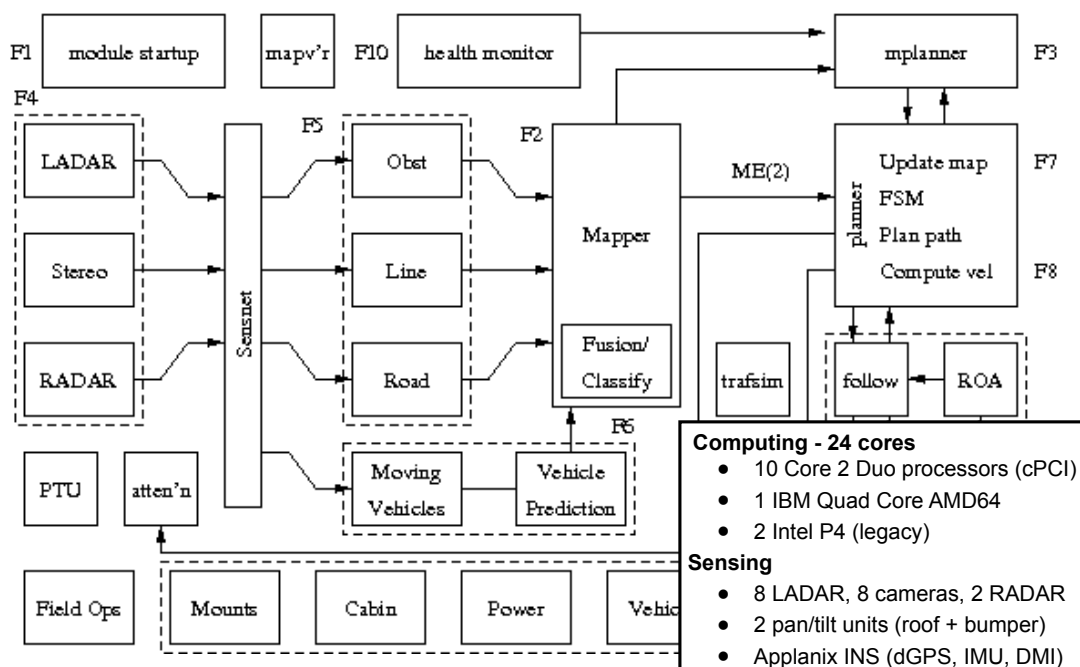 F1
module startup
mapv'r
F10
health monitor
mplanner
F3
F4
LADAR
Stereo
RADAR
Sensnet
F5
Obst
Line
Road
F2
Mapper
Fusion/
Classify
ME(2)
planner
Update map
FSM
Plan path
Compute vel
F7
F8
trafsim
follow
ROA
F6
Moving
Vehicles
Vehicle
Prediction
PTU
atten'n
Field Ops
Mounts
Cabin
Power
Computing - 24 cores
• 10 Core 2 Duo processors (cPCI)
• 1 IBM Quad Core AMD64
• 2 Intel P4 (legacy)
Sensing
• 8 LADAR, 8 cameras, 2 RADAR
• 2 pan/tilt units (roof + bumper)
• Applanix INS (dGPS, IMU, DMI)